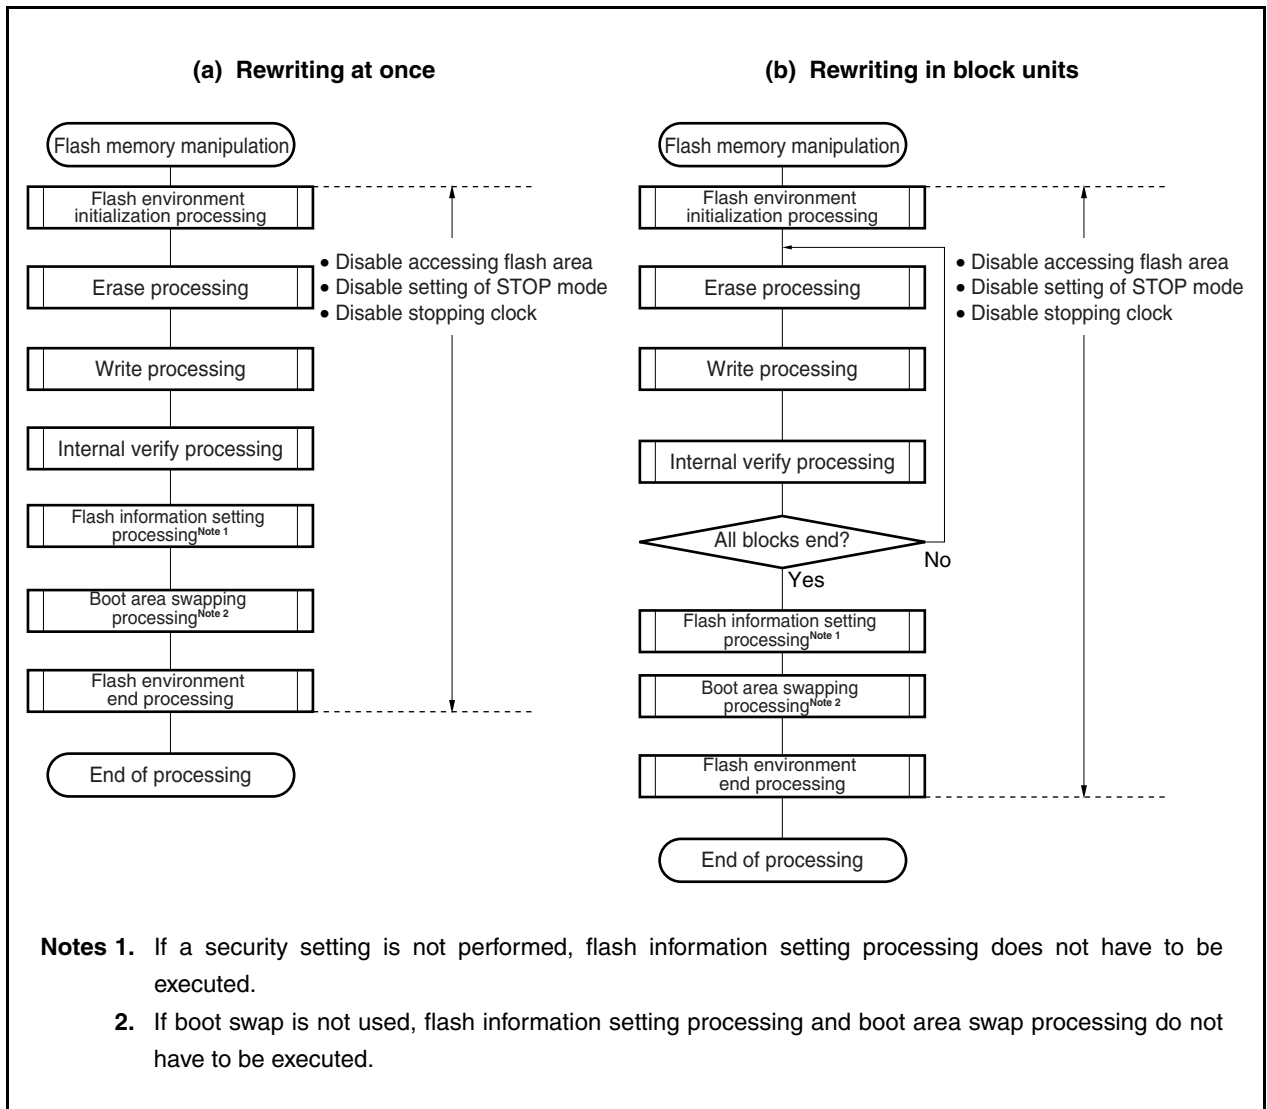 (a) Rewriting at once
Flash memory manipulation
Flash environment
initialization processing
• Disable accessing flash area
• Disable setting of STOP mode
• Disable stopping clock
Erase processing
Write processing
Internal verify processing
Flash information setting
processingNote 1
Boot area swapping
processingNote 2
Flash environment
end processing
End of processing
(b) Rewriting in block units
Flash memory manipulation
Flash environment
initialization processing
• Disable accessing flash area
• Disable setting of STOP mode
• Disable stopping clock
Erase processing
Write processing
Internal verify processing
All blocks end?
No
Yes
Flash information setting
processingNote 1
Boot area swapping
processingNote 2
Flash environment
end processing
End of processing
Notes 1. If a security setting is not performed, flash information setting processing does not have to be
executed.
2. If boot swap is not used, flash information setting processing and boot area swap processing do not
have to be executed.